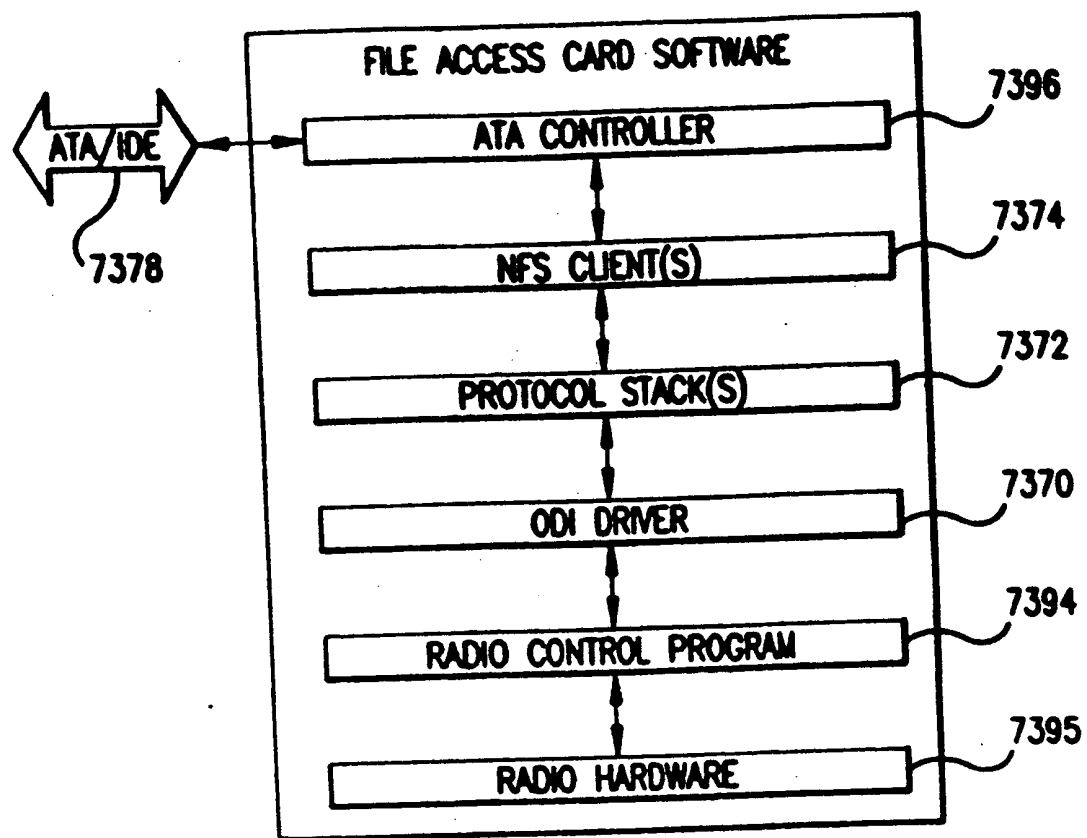 FILE ACCESS CARD SOFTWARE
7396
ATA CONTROLLER
ATA/IDE
7378
7374
NFS CLIENT(S)
7372
PROTOCOL STACK(S)
7370
ODI DRIVER
7394
RADIO CONTROL PROGRAM
7395
RADIO HARDWARE